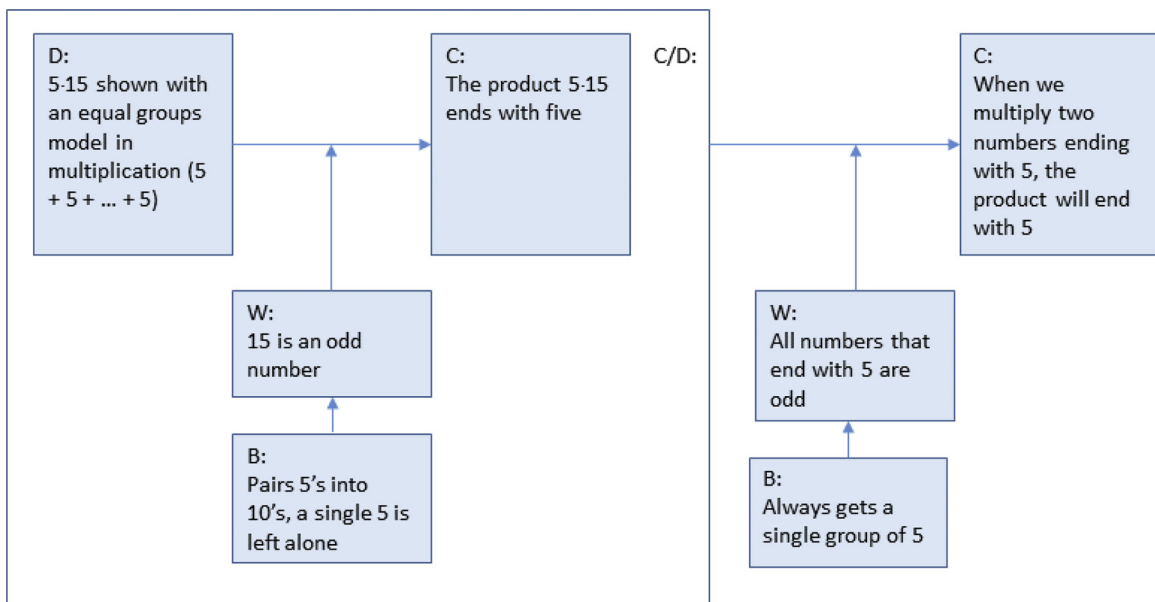 D:
5·15 shown with
an equal groups
model in
multiplication (5
+ 5 + ... + 5)
C:
The product 5·15
ends with five
C/D:
C:
When we
multiply two
numbers ending
with 5, the
product will end
with 5
W:
15 is an odd
number
W:
All numbers that
end with 5 are
odd
B:
Pairs 5’s into
10’s, a single 5 is
left alone
B:
Always gets a
single group of 5